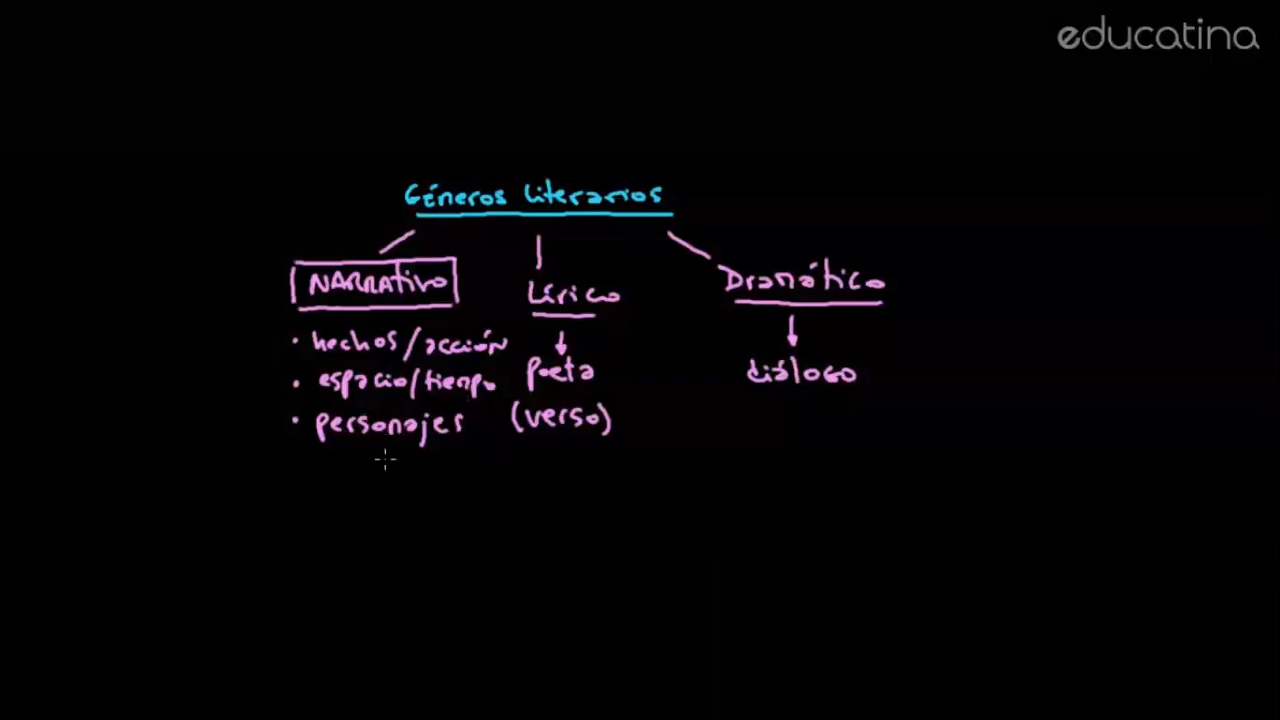 educatina
Géneros Literarios
NARRAtivo
Lírico
Dramático
• hechos/acción
• espacio/tiempo
• personajes
poeta
(verso)
diálogo